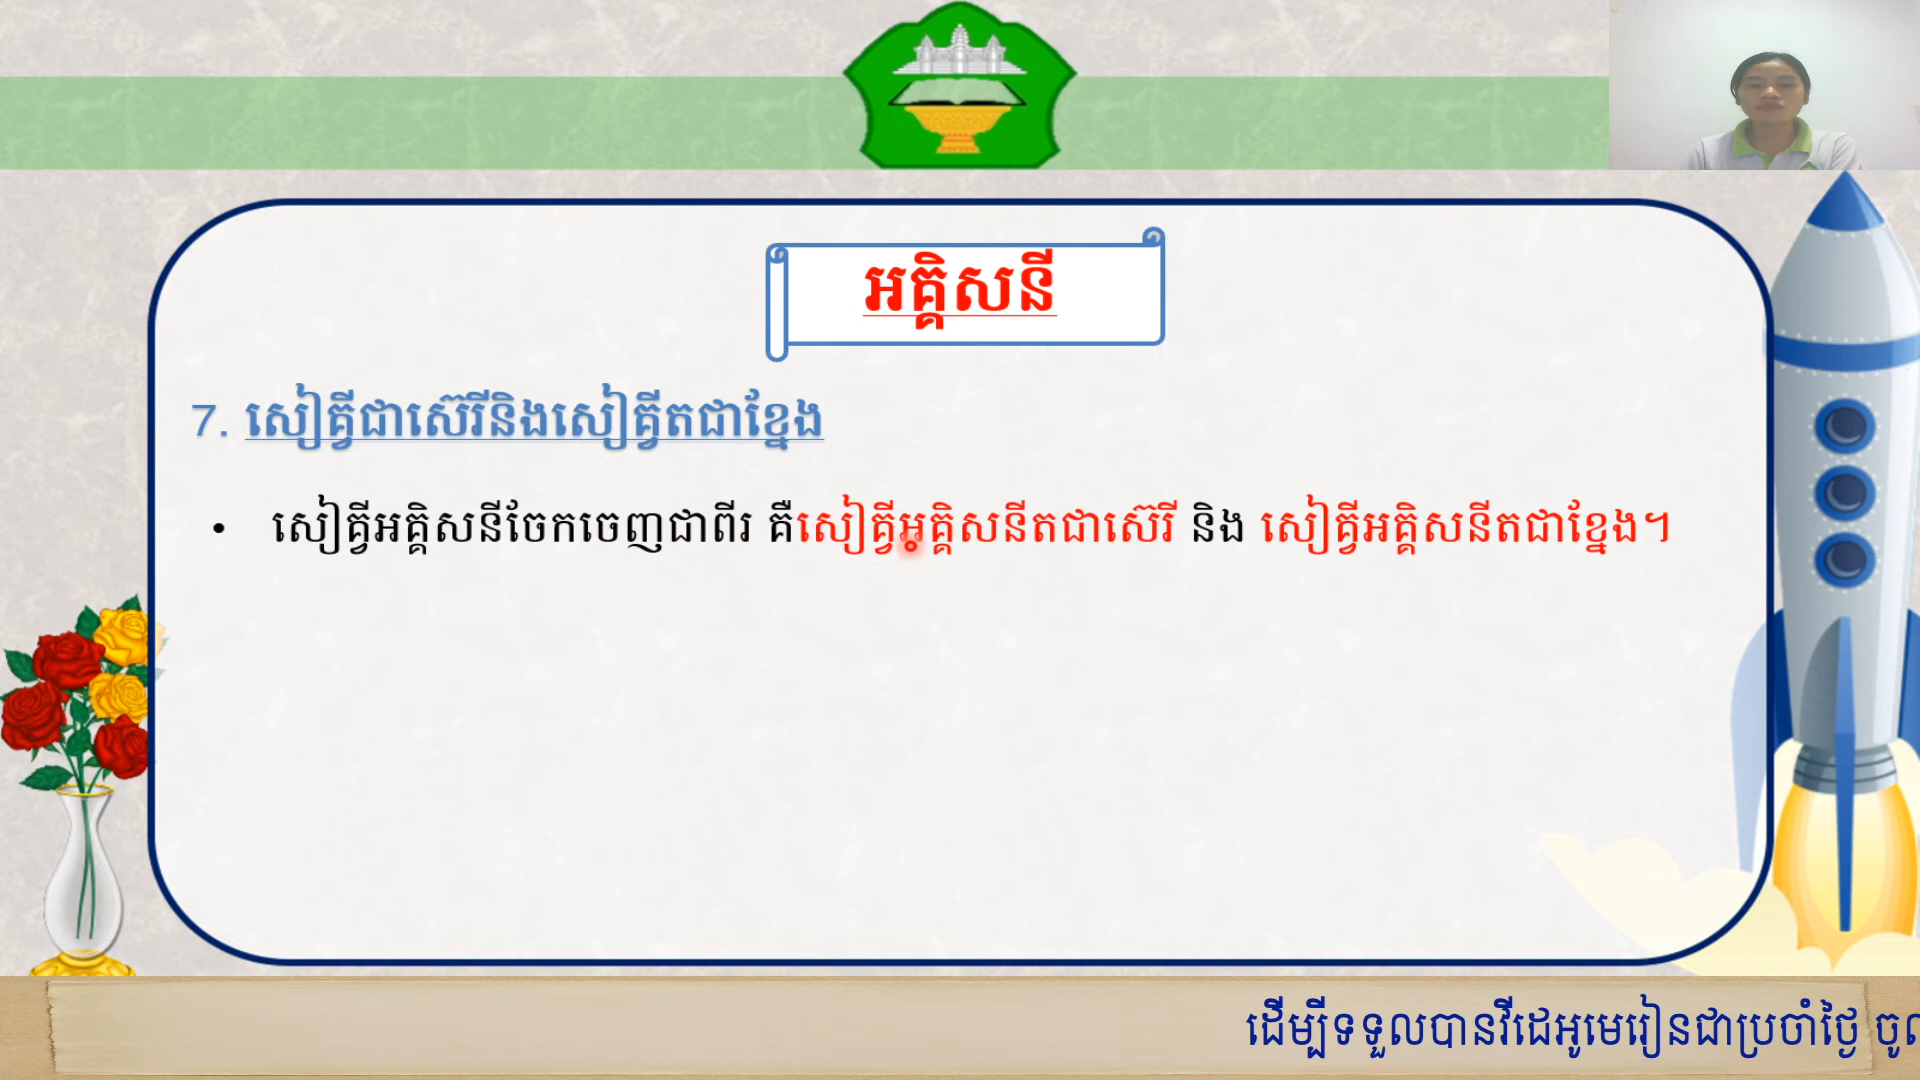 អគ្គិសនី
7. សៀគ្វីជាស៊េរីនិងសៀគ្វីតជាខ្នែង
• សៀគ្វីអគ្គិសនីចែកចេញជាពីរ គឺសៀគ្វីអគ្គិសនីតជាស៊េរី និង សៀគ្វីអគ្គិសនីតជាខ្នែង។
ដើម្បីទទួលបានវីដេអូមេរៀនជាប្រចាំថ្ងៃ